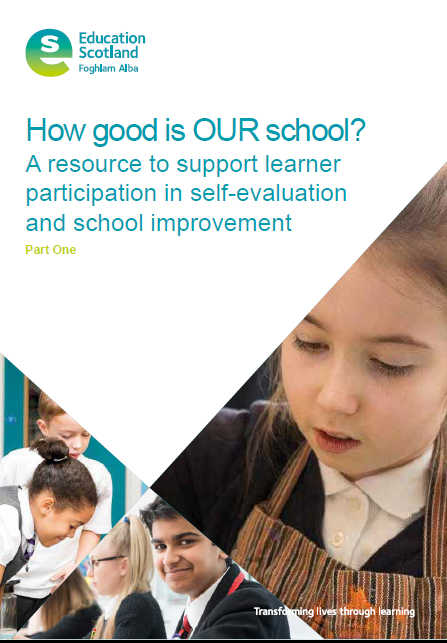 Education
Scotland
Foghlam Alba
How good is OUR school?
A resource to support learner
participation in self-evaluation
and school improvement
Part One
Transforming lives through learning